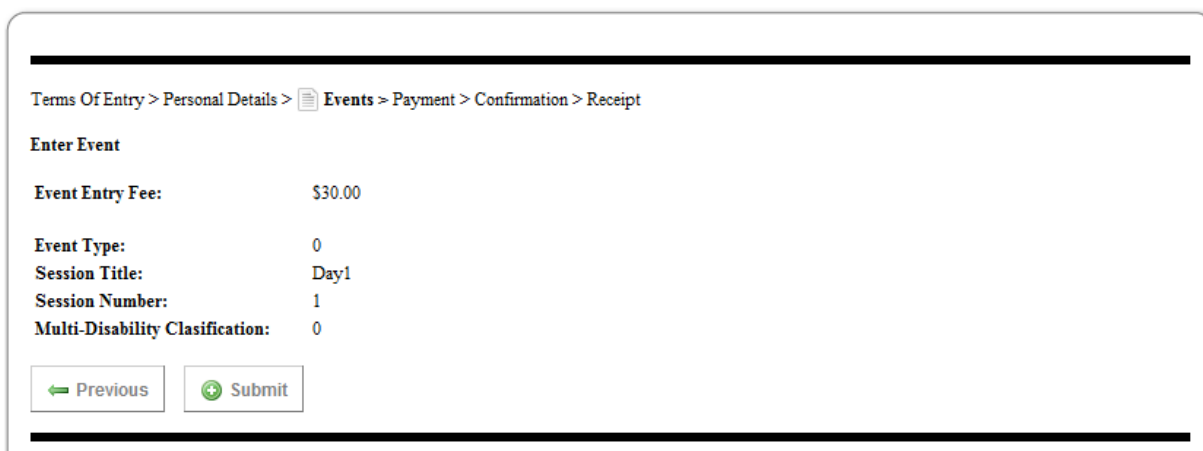 Terms Of Entry > Personal Details > Events > Payment > Confirmation > Receipt
Enter Event
Event Entry Fee: $30.00
Event Type: 0
Session Title: Day1
Session Number: 1
Multi-Disability Clasification: 0
Previous Submit